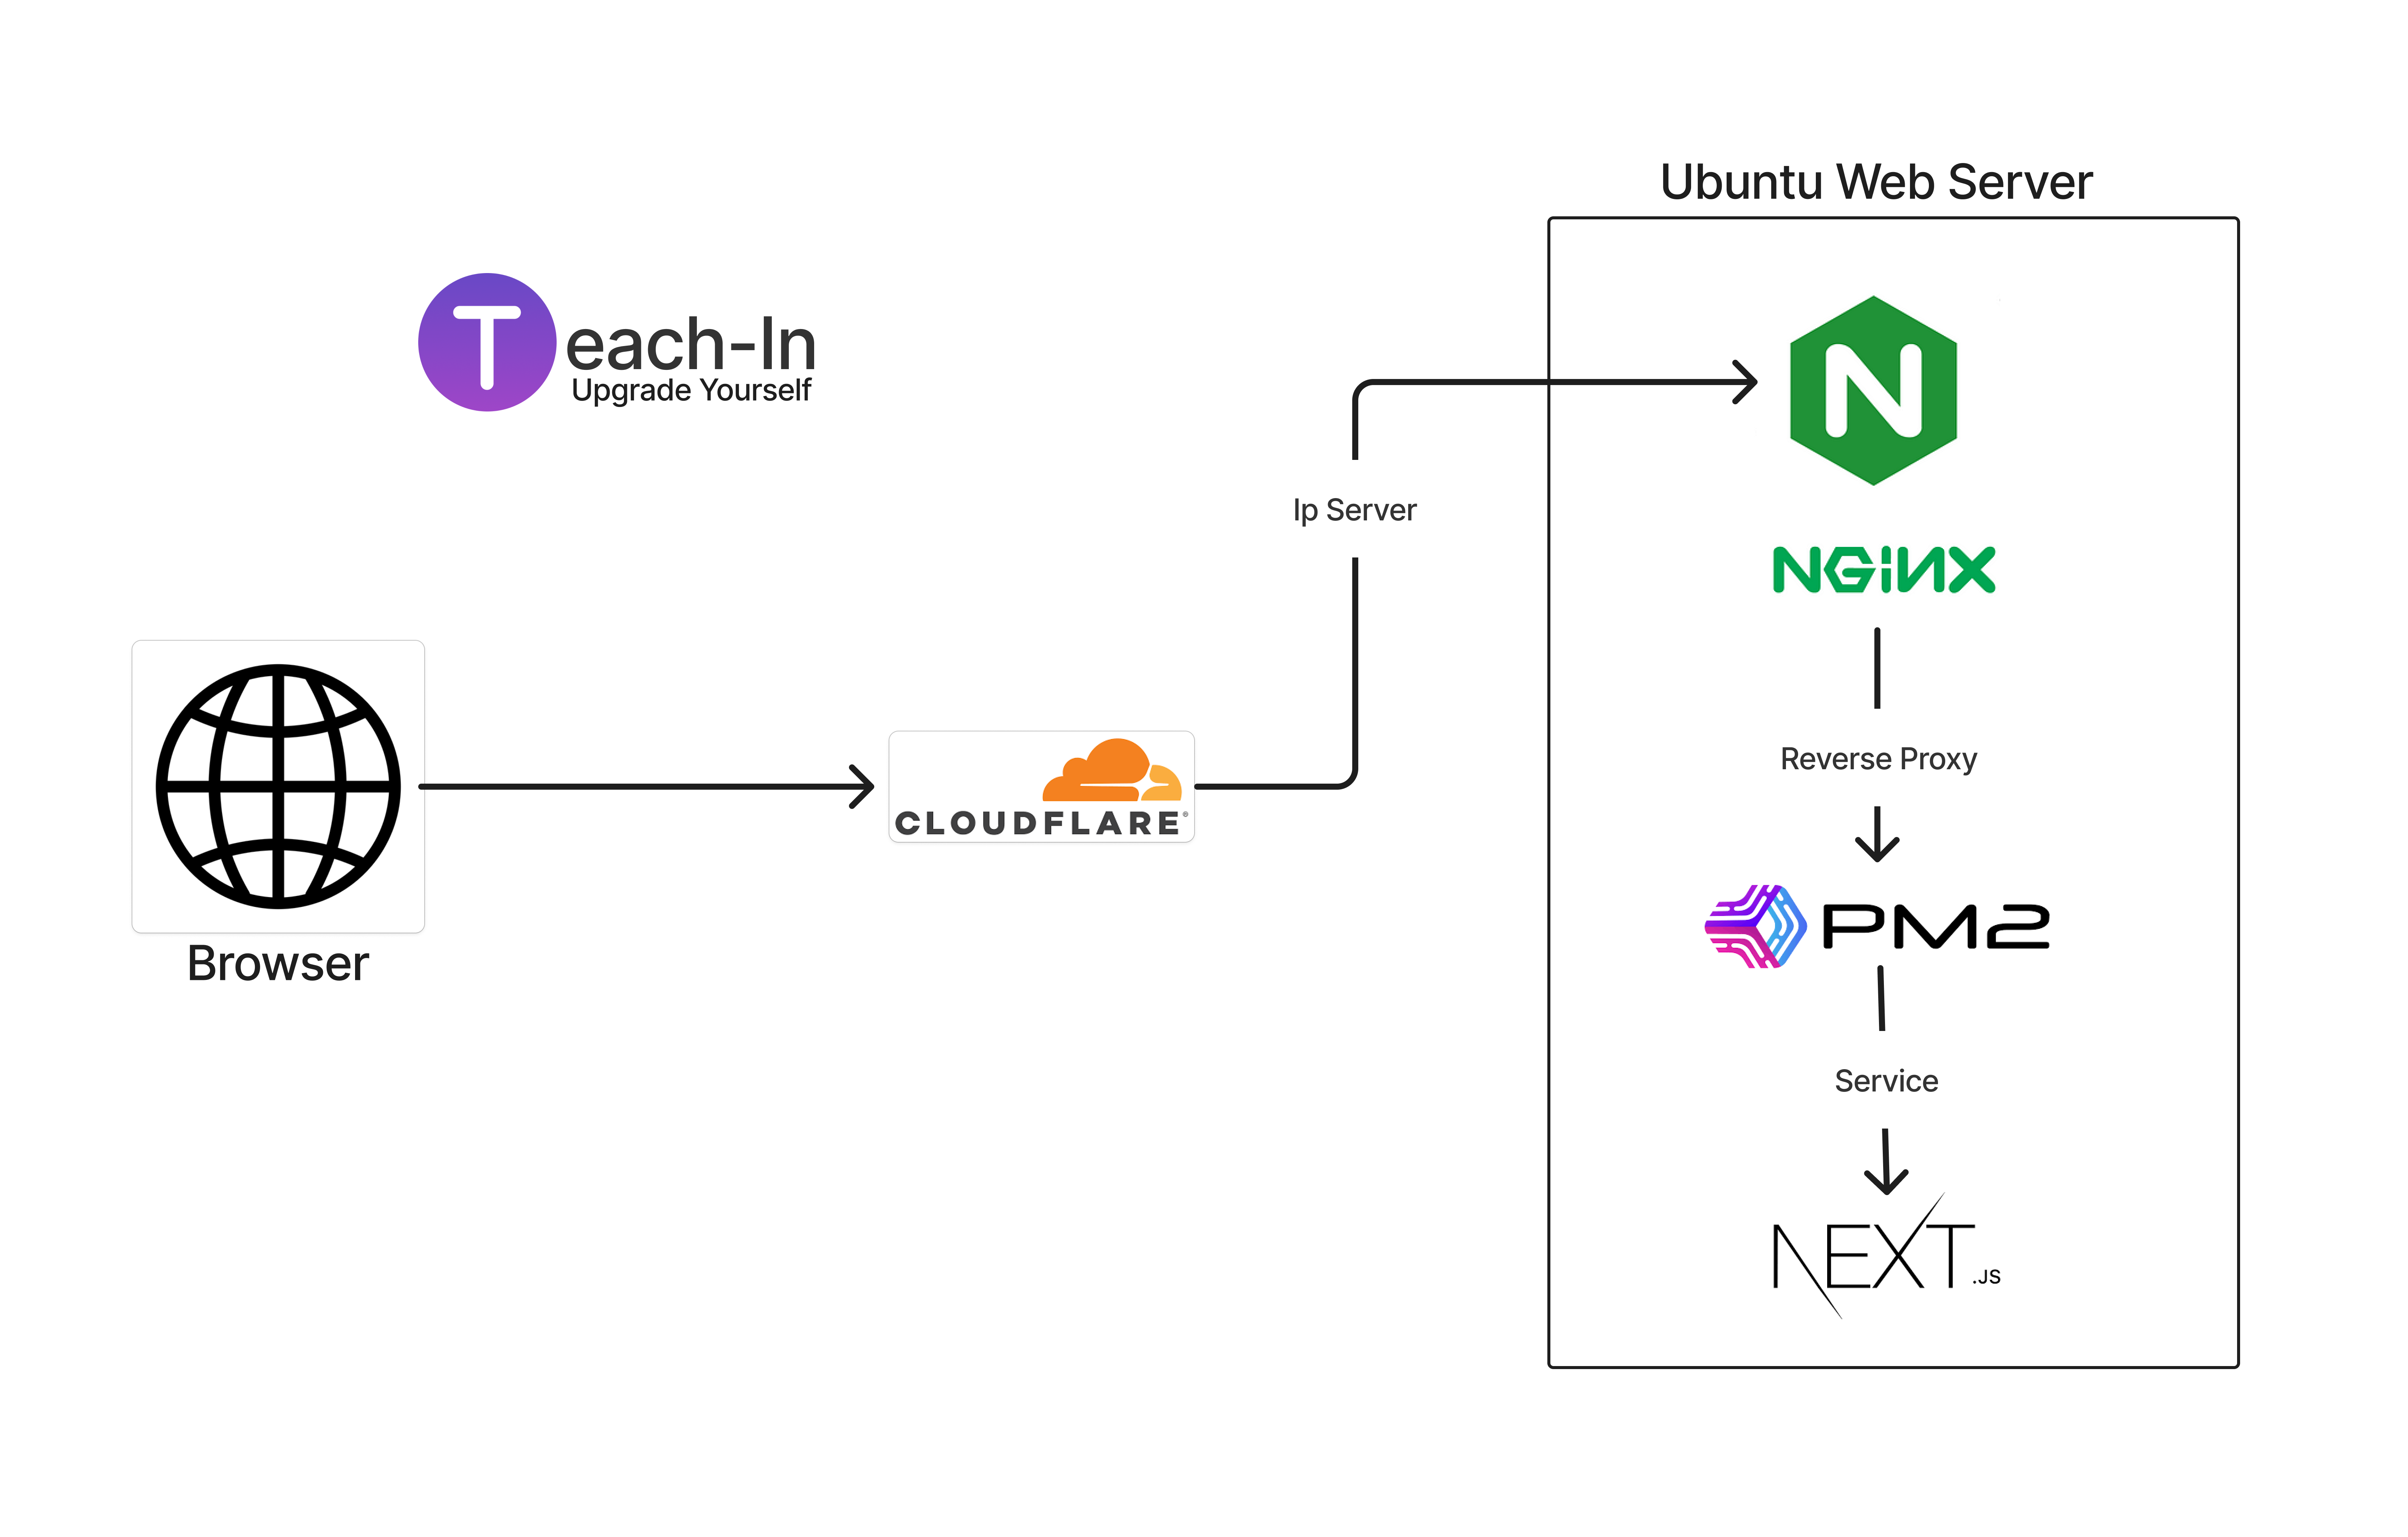 Ubuntu Web Server
Teach-In
Upgrade Yourself
Ip Server
NGiNX
Reverse Proxy
CLOUDFLARE®
PM2
Browser
Service
NEXT.JS